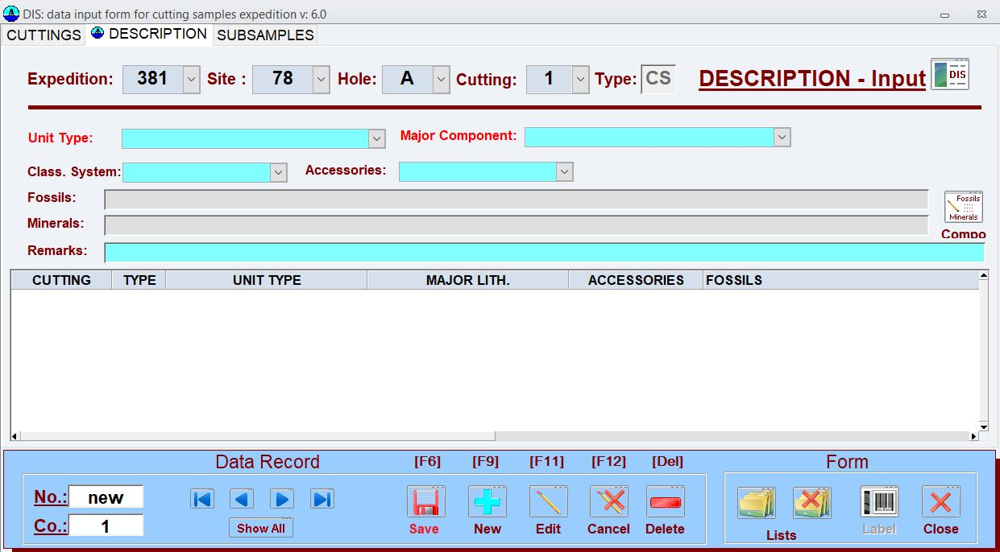 DIS: data input form for cutting samples expedition v: 6.0
CUTTINGS DESCRIPTION SUBSAMPLES
Expedition: 381 Site : 78 Hole: A Cutting: 1 Type: CS DESCRIPTION - Input DIS
Unit Type: Major Component:
Class. System: Accessories:
Fossils:
Fossils
Minerals
Minerals:
Compo
Remarks:
CUTTING TYPE UNIT TYPE MAJOR LITH. ACCESSORIES FOSSILS
Data Record [F6] [F9] [F11] [F12] [Del] Form
No.: new
Co.: 1
Show All Save New Edit Cancel Delete Lists Label Close